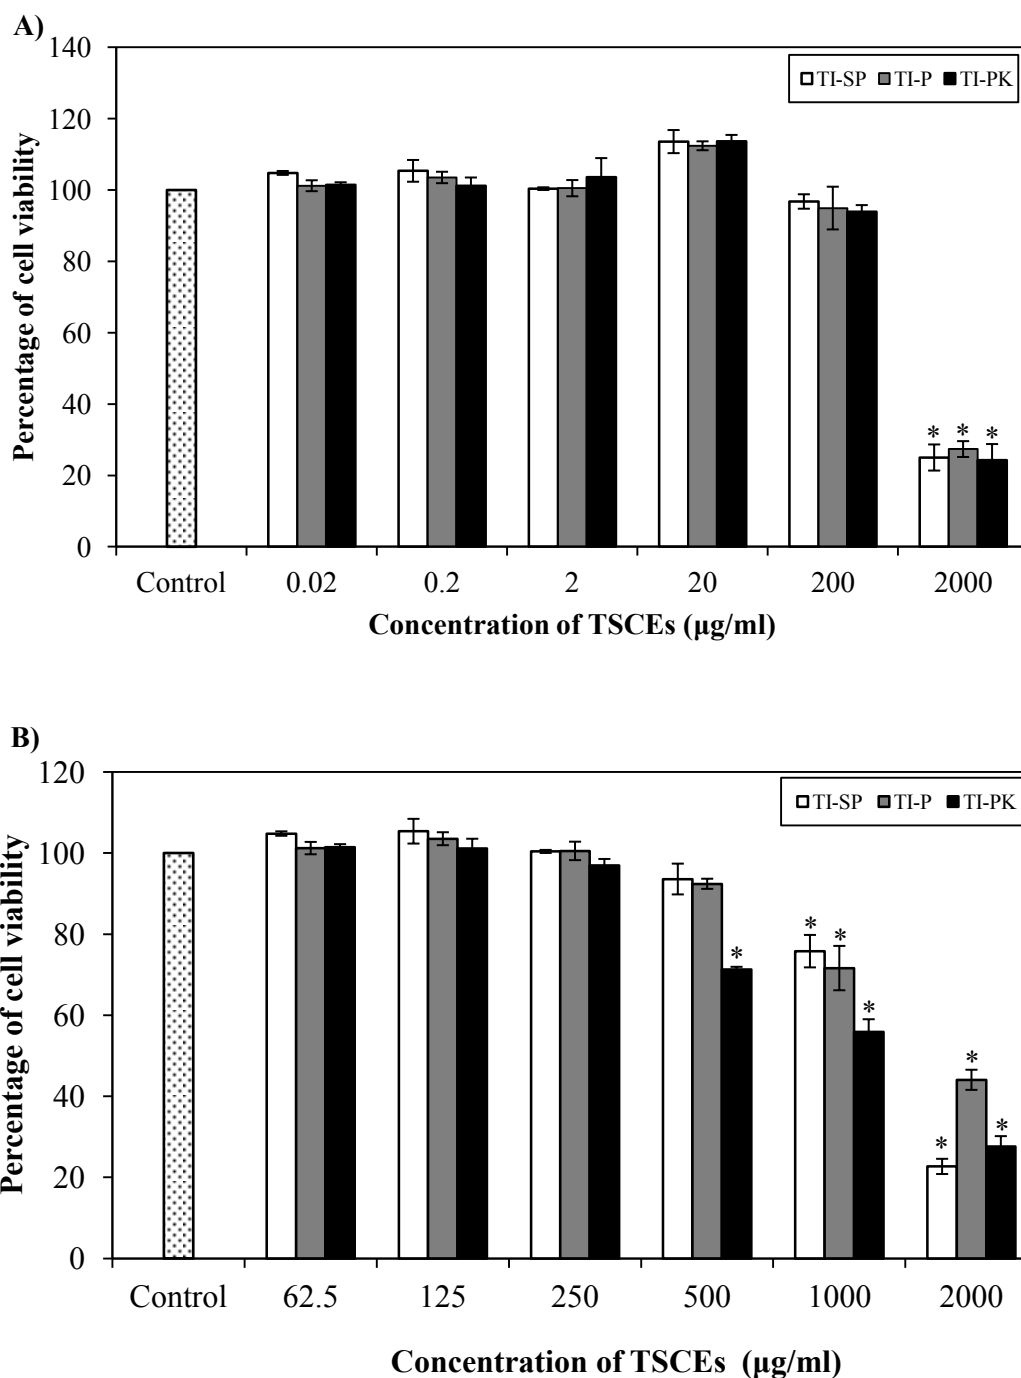 A)
140
120
100
80
60
40
20
0
Percentage of cell viability
TI-SP TI-P TI-PK
* * *
Control 0.02 0.2 2 20 200 2000
Concentration of TSCEs (µg/ml)
B)
120
100
80
60
40
20
0
Percentage of cell viability
TI-SP TI-P TI-PK
* * * * * * *
Control 62.5 125 250 500 1000 2000
Concentration of TSCEs (µg/ml)